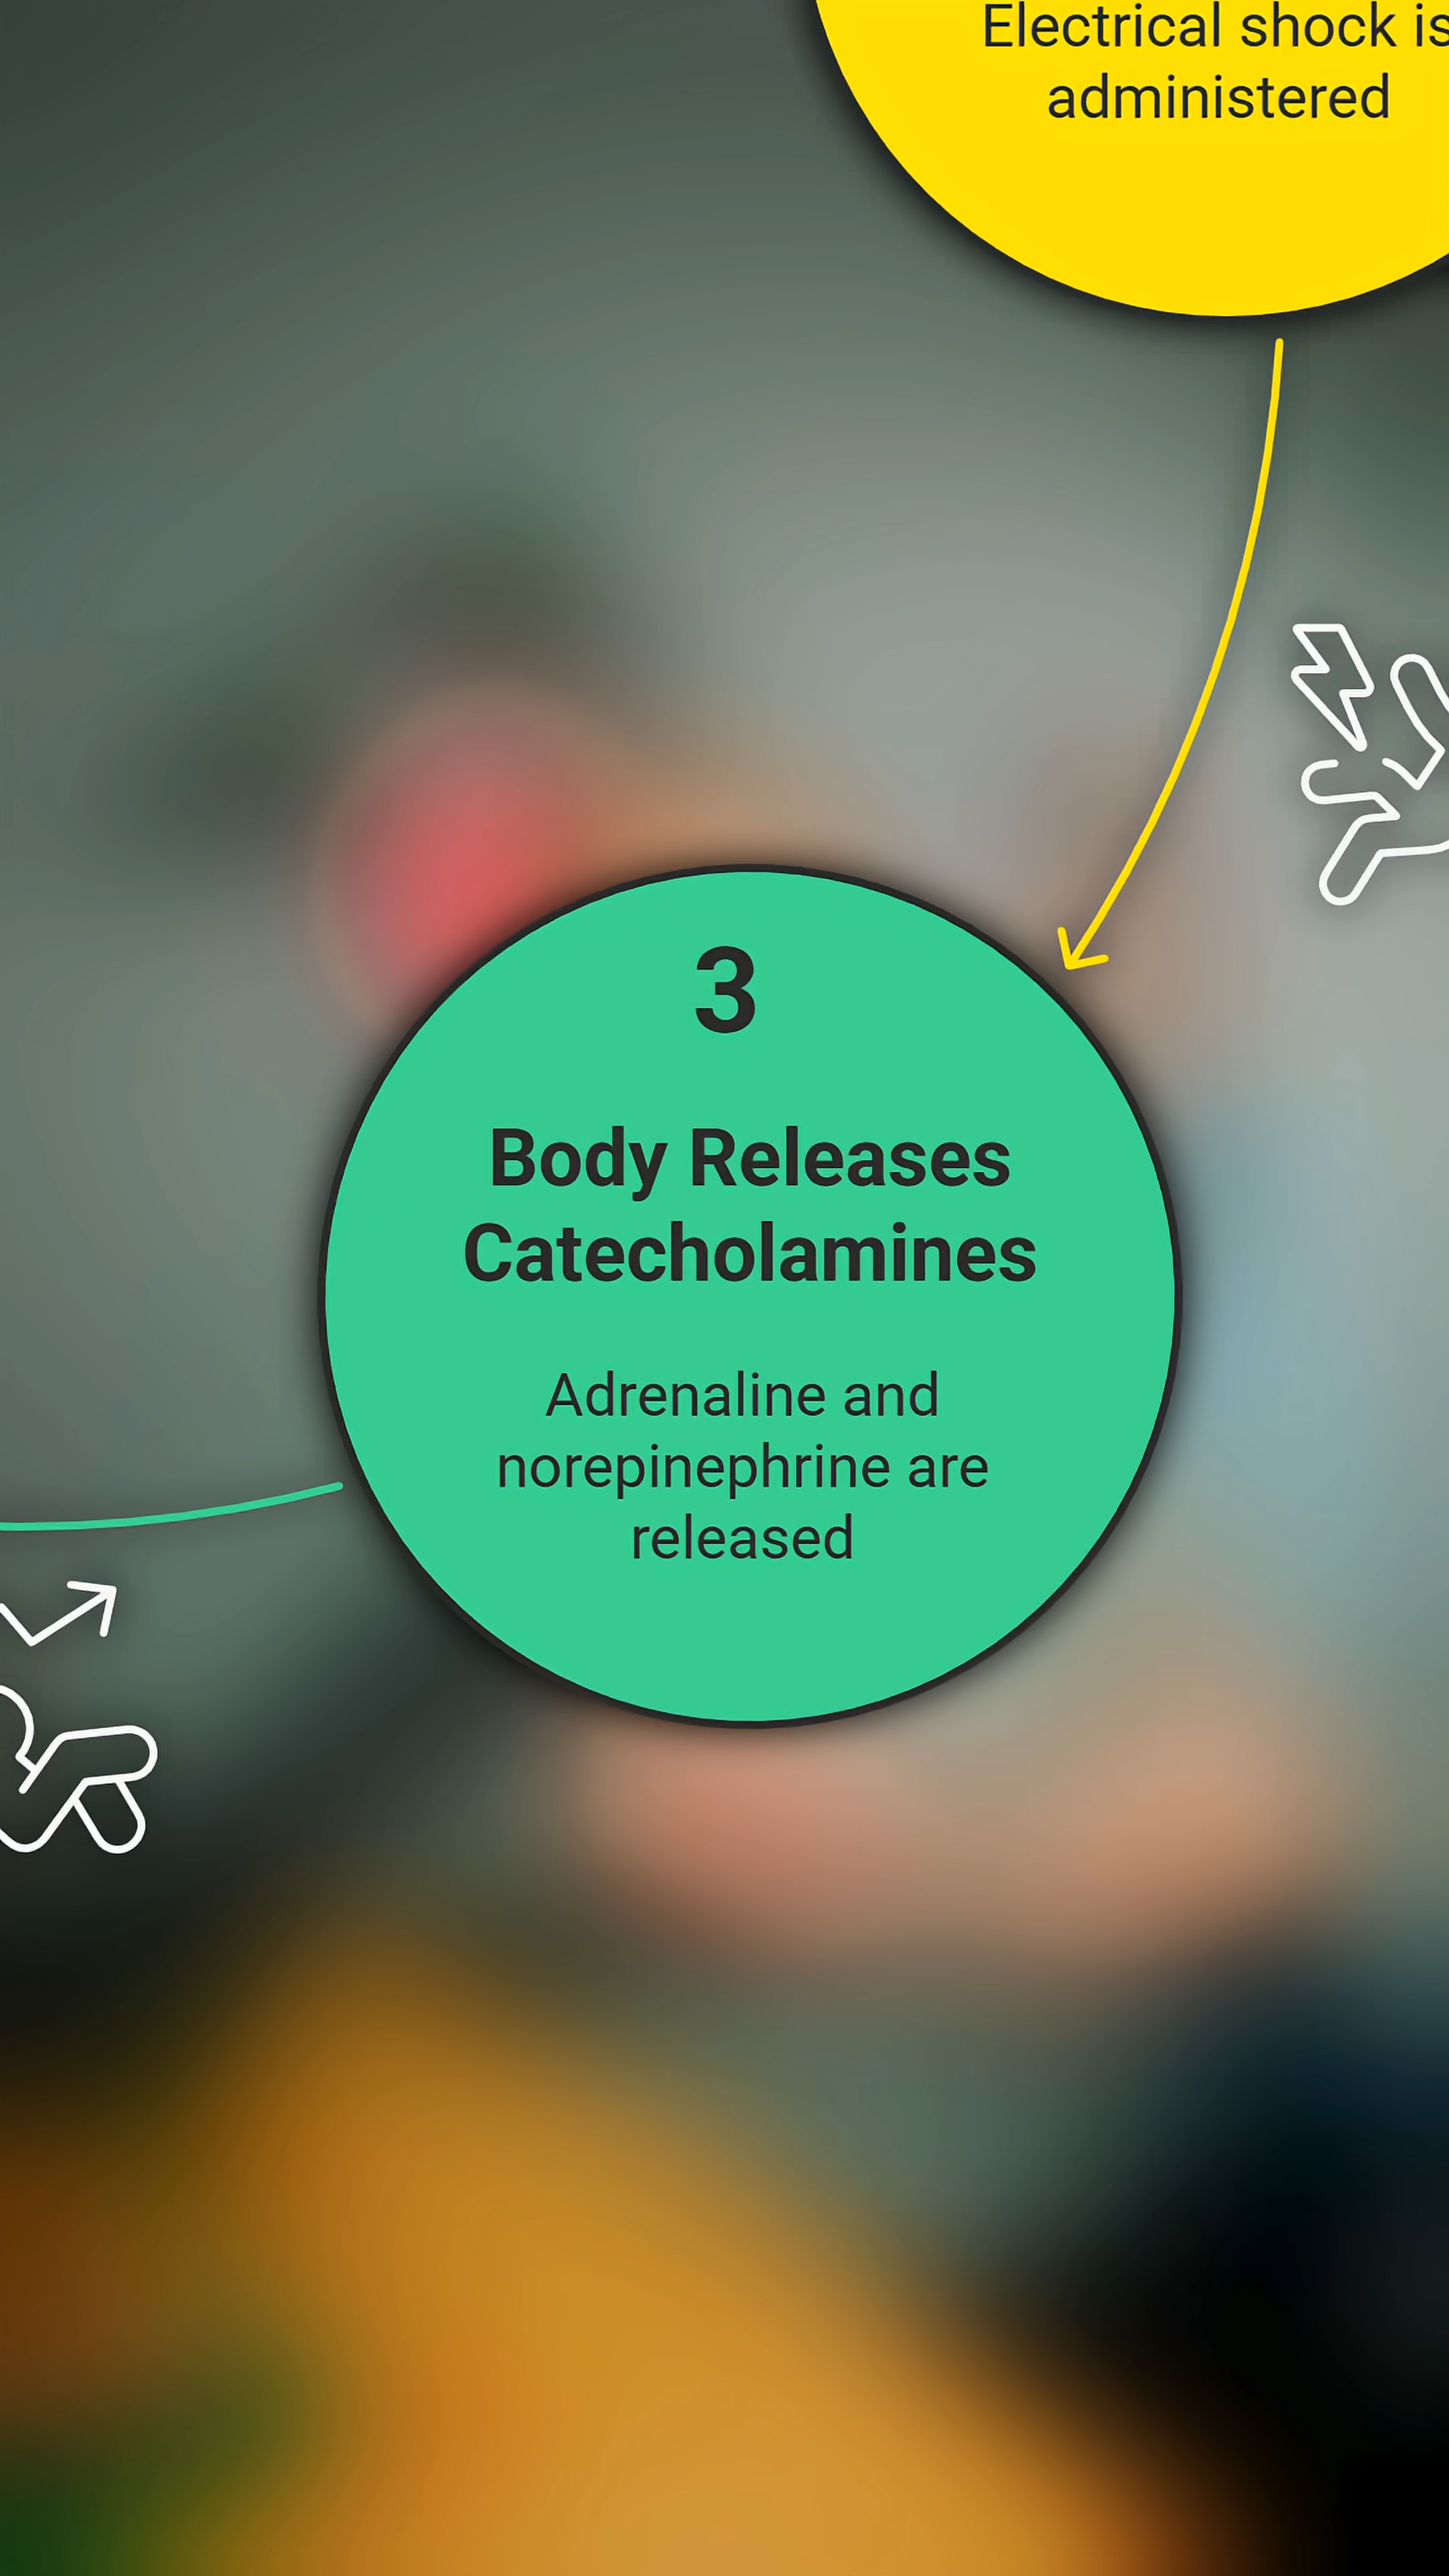 Electrical shock is
administered
3
Body Releases
Catecholamines
Adrenaline and
norepinephrine are
released